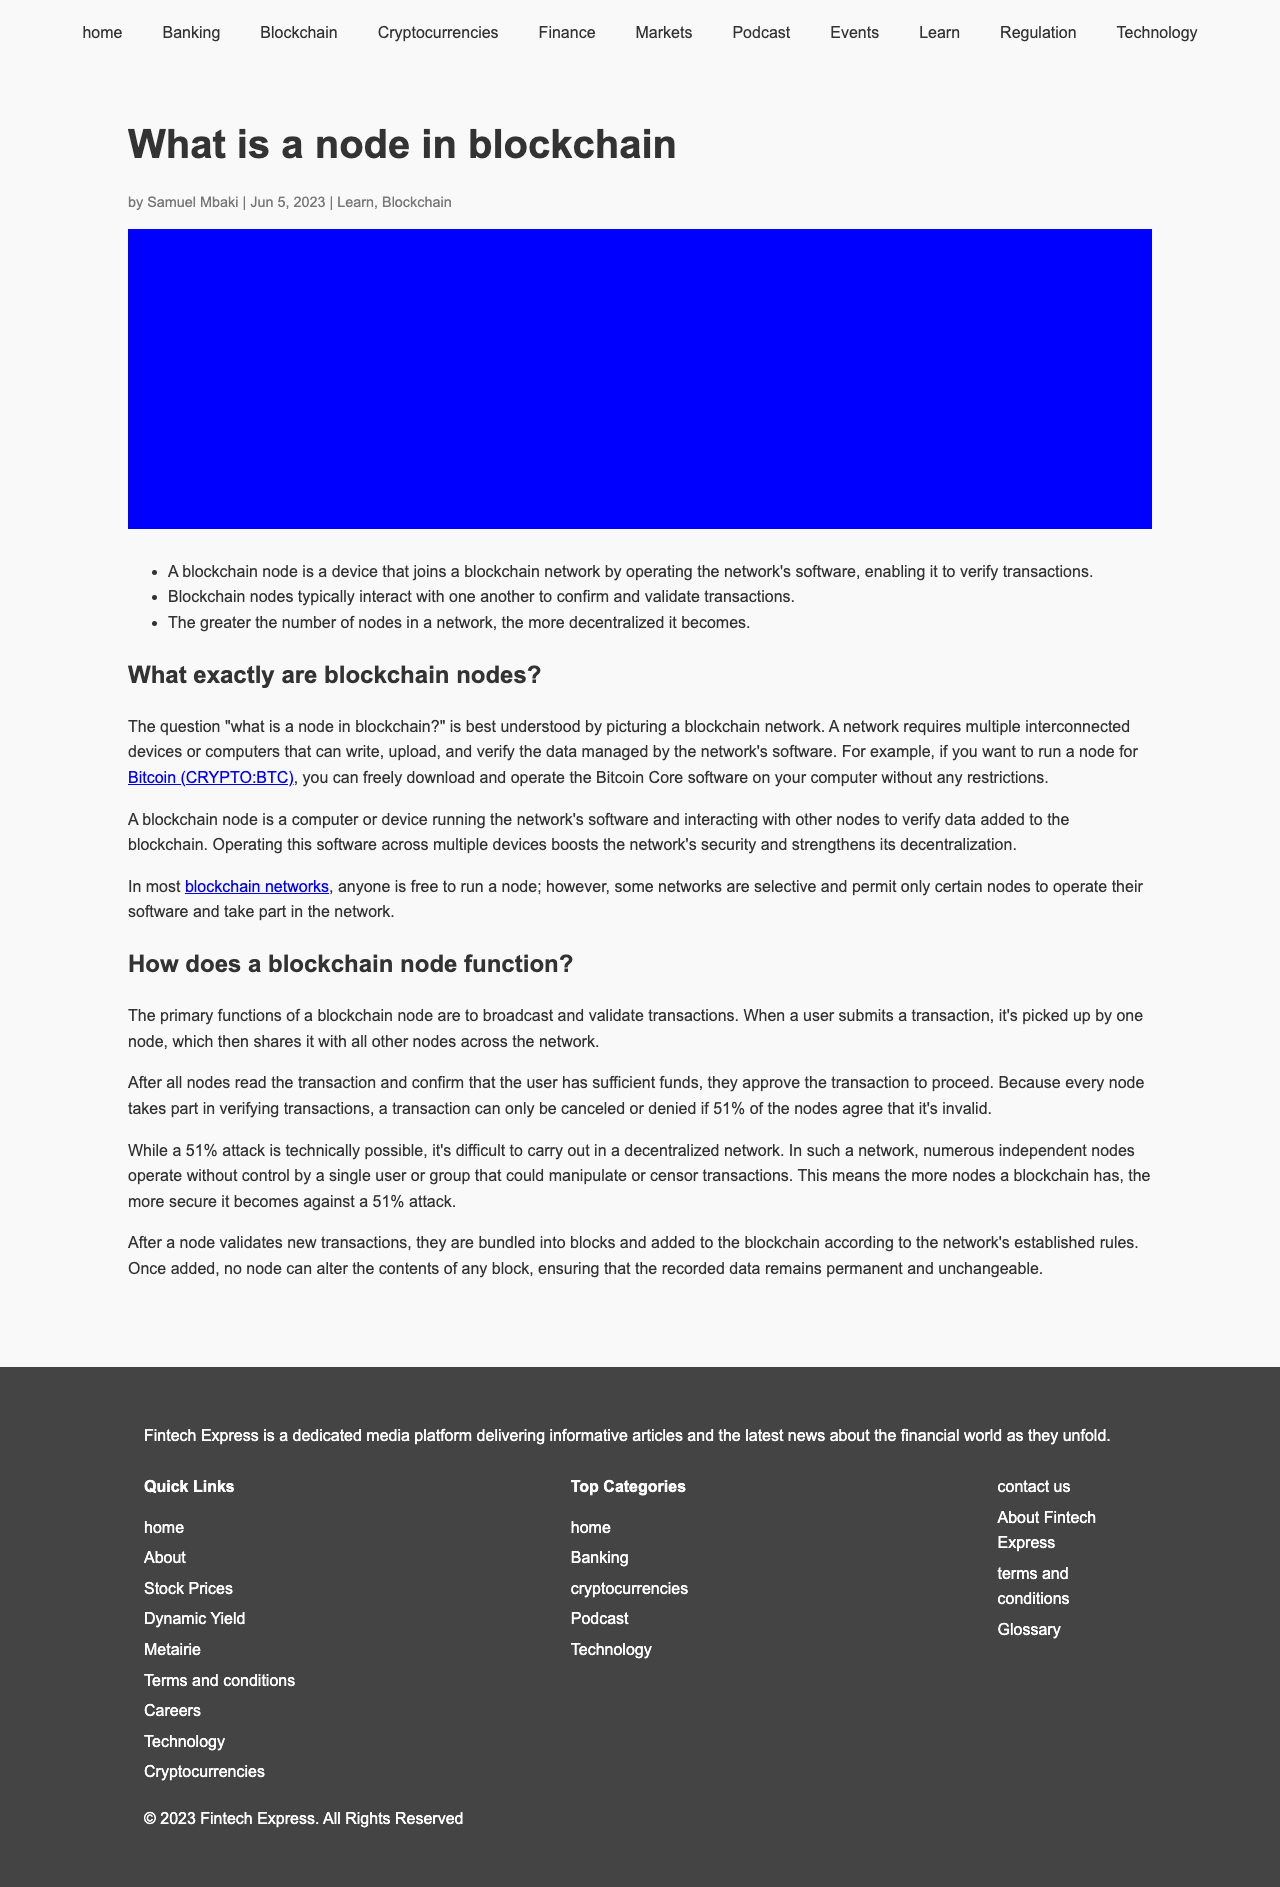 home Banking Blockchain Cryptocurrencies Finance Markets Podcast Events Learn Regulation Technology
What is a node in blockchain
by Samuel Mbaki | Jun 5, 2023 | Learn, Blockchain
• A blockchain node is a device that joins a blockchain network by operating the network's software, enabling it to verify transactions.
• Blockchain nodes typically interact with one another to confirm and validate transactions.
• The greater the number of nodes in a network, the more decentralized it becomes.
What exactly are blockchain nodes?
The question "what is a node in blockchain?" is best understood by picturing a blockchain network. A network requires multiple interconnected
devices or computers that can write, upload, and verify the data managed by the network's software. For example, if you want to run a node for
Bitcoin (CRYPTO:BTC), you can freely download and operate the Bitcoin Core software on your computer without any restrictions.
A blockchain node is a computer or device running the network's software and interacting with other nodes to verify data added to the
blockchain. Operating this software across multiple devices boosts the network's security and strengthens its decentralization.
In most blockchain networks, anyone is free to run a node; however, some networks are selective and permit only certain nodes to operate their
software and take part in the network.
How does a blockchain node function?
The primary functions of a blockchain node are to broadcast and validate transactions. When a user submits a transaction, it's picked up by one
node, which then shares it with all other nodes across the network.
After all nodes read the transaction and confirm that the user has sufficient funds, they approve the transaction to proceed. Because every node
takes part in verifying transactions, a transaction can only be canceled or denied if 51% of the nodes agree that it's invalid.
While a 51% attack is technically possible, it's difficult to carry out in a decentralized network. In such a network, numerous independent nodes
operate without control by a single user or group that could manipulate or censor transactions. This means the more nodes a blockchain has, the
more secure it becomes against a 51% attack.
After a node validates new transactions, they are bundled into blocks and added to the blockchain according to the network's established rules.
Once added, no node can alter the contents of any block, ensuring that the recorded data remains permanent and unchangeable.
Fintech Express is a dedicated media platform delivering informative articles and the latest news about the financial world as they unfold.
Quick Links
home
About
Stock Prices
Dynamic Yield
Metairie
Terms and conditions
Careers
Technology
Cryptocurrencies
Top Categories
home
Banking
cryptocurrencies
Podcast
Technology
contact us
About Fintech
Express
terms and
conditions
Glossary
© 2023 Fintech Express. All Rights Reserved